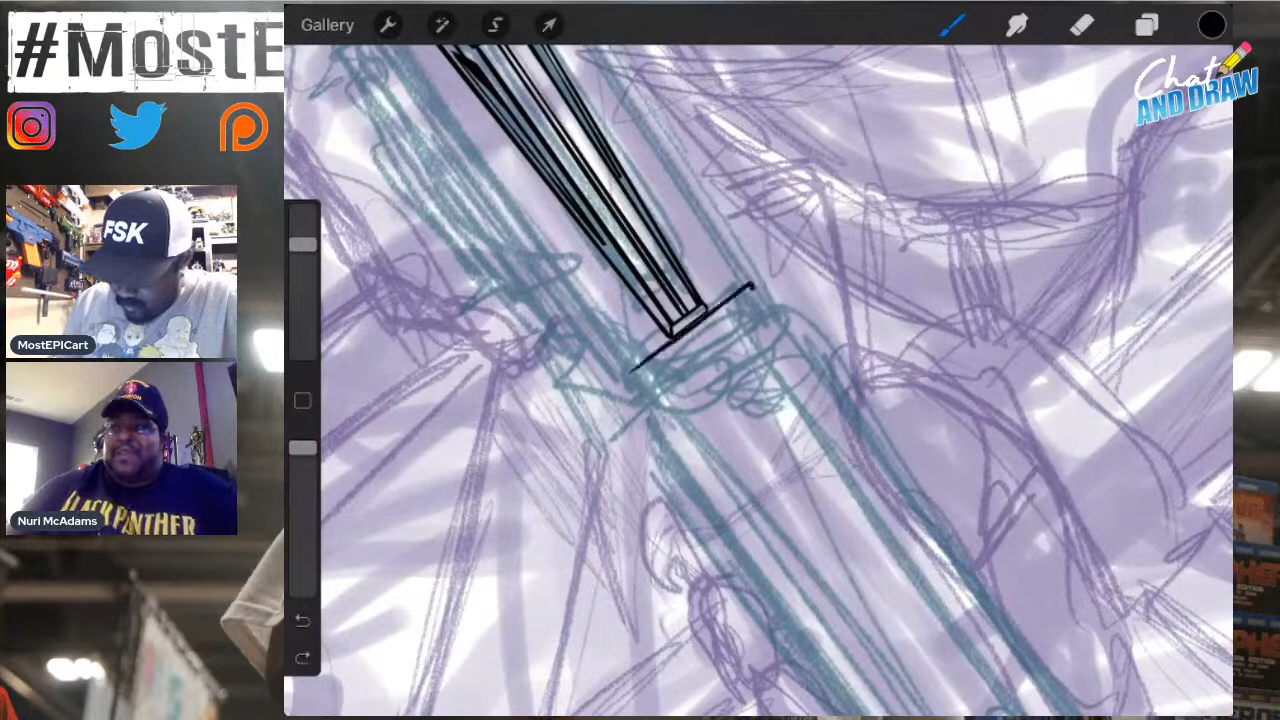 #MostE
Gallery
Chat
AND DRAW
FSK
MostEPICart
BLACK PANTHER
Nuri McAdams